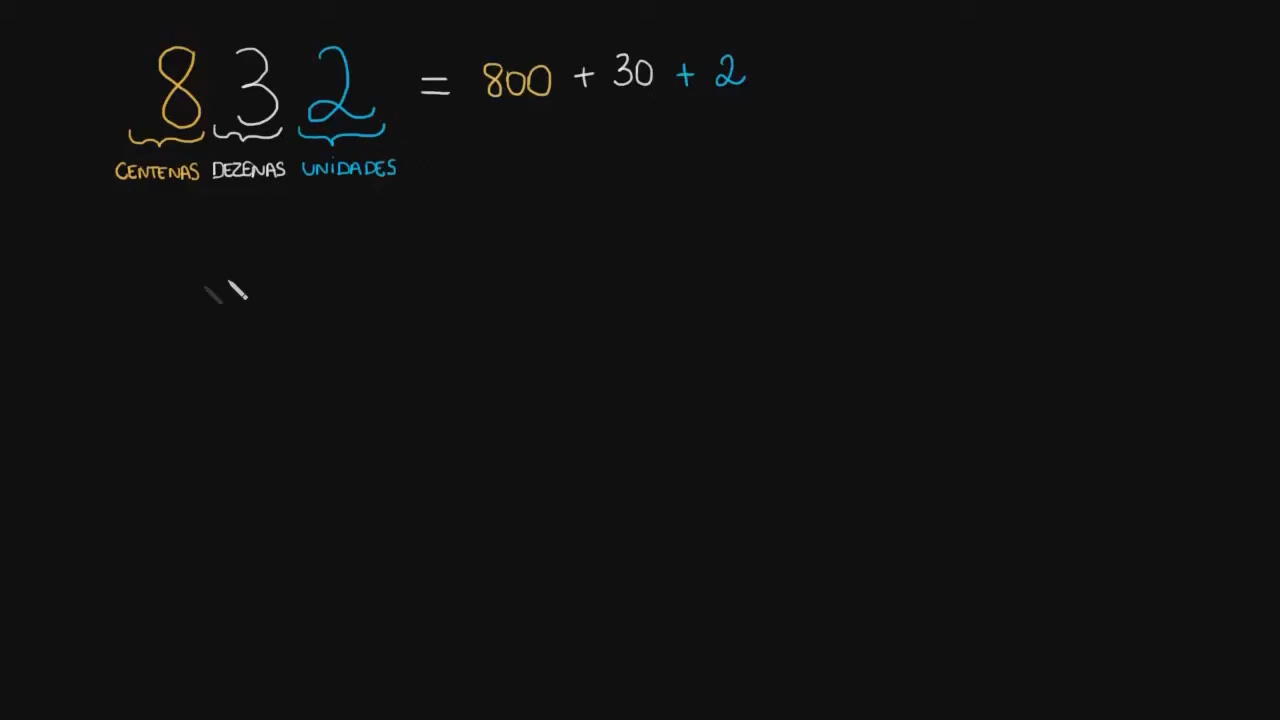 832 = 800 + 30 + 2
CENTENAS DEZENAS UNIDADES